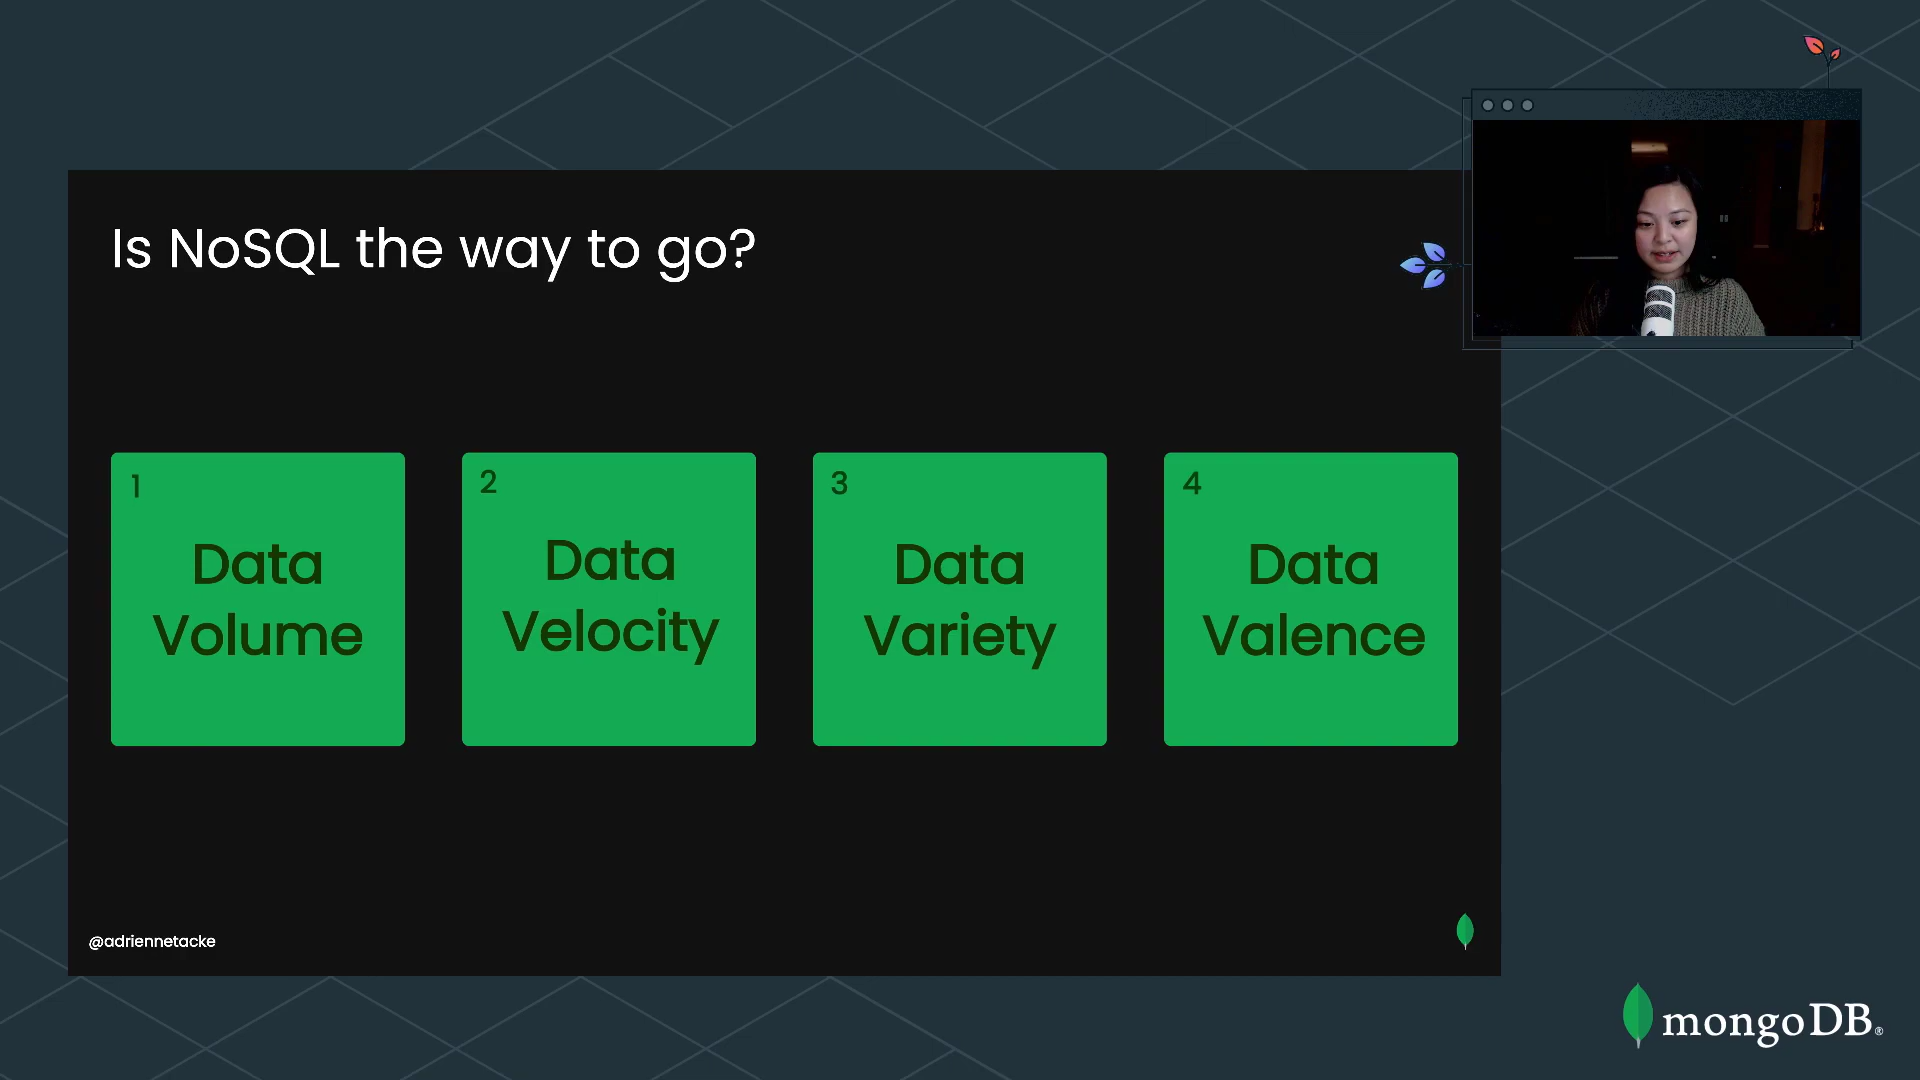 Is NoSQL the way to go?
1
Data
Volume
2
Data
Velocity
3
Data
Variety
4
Data
Valence
@adriennetacke
mongoDB®